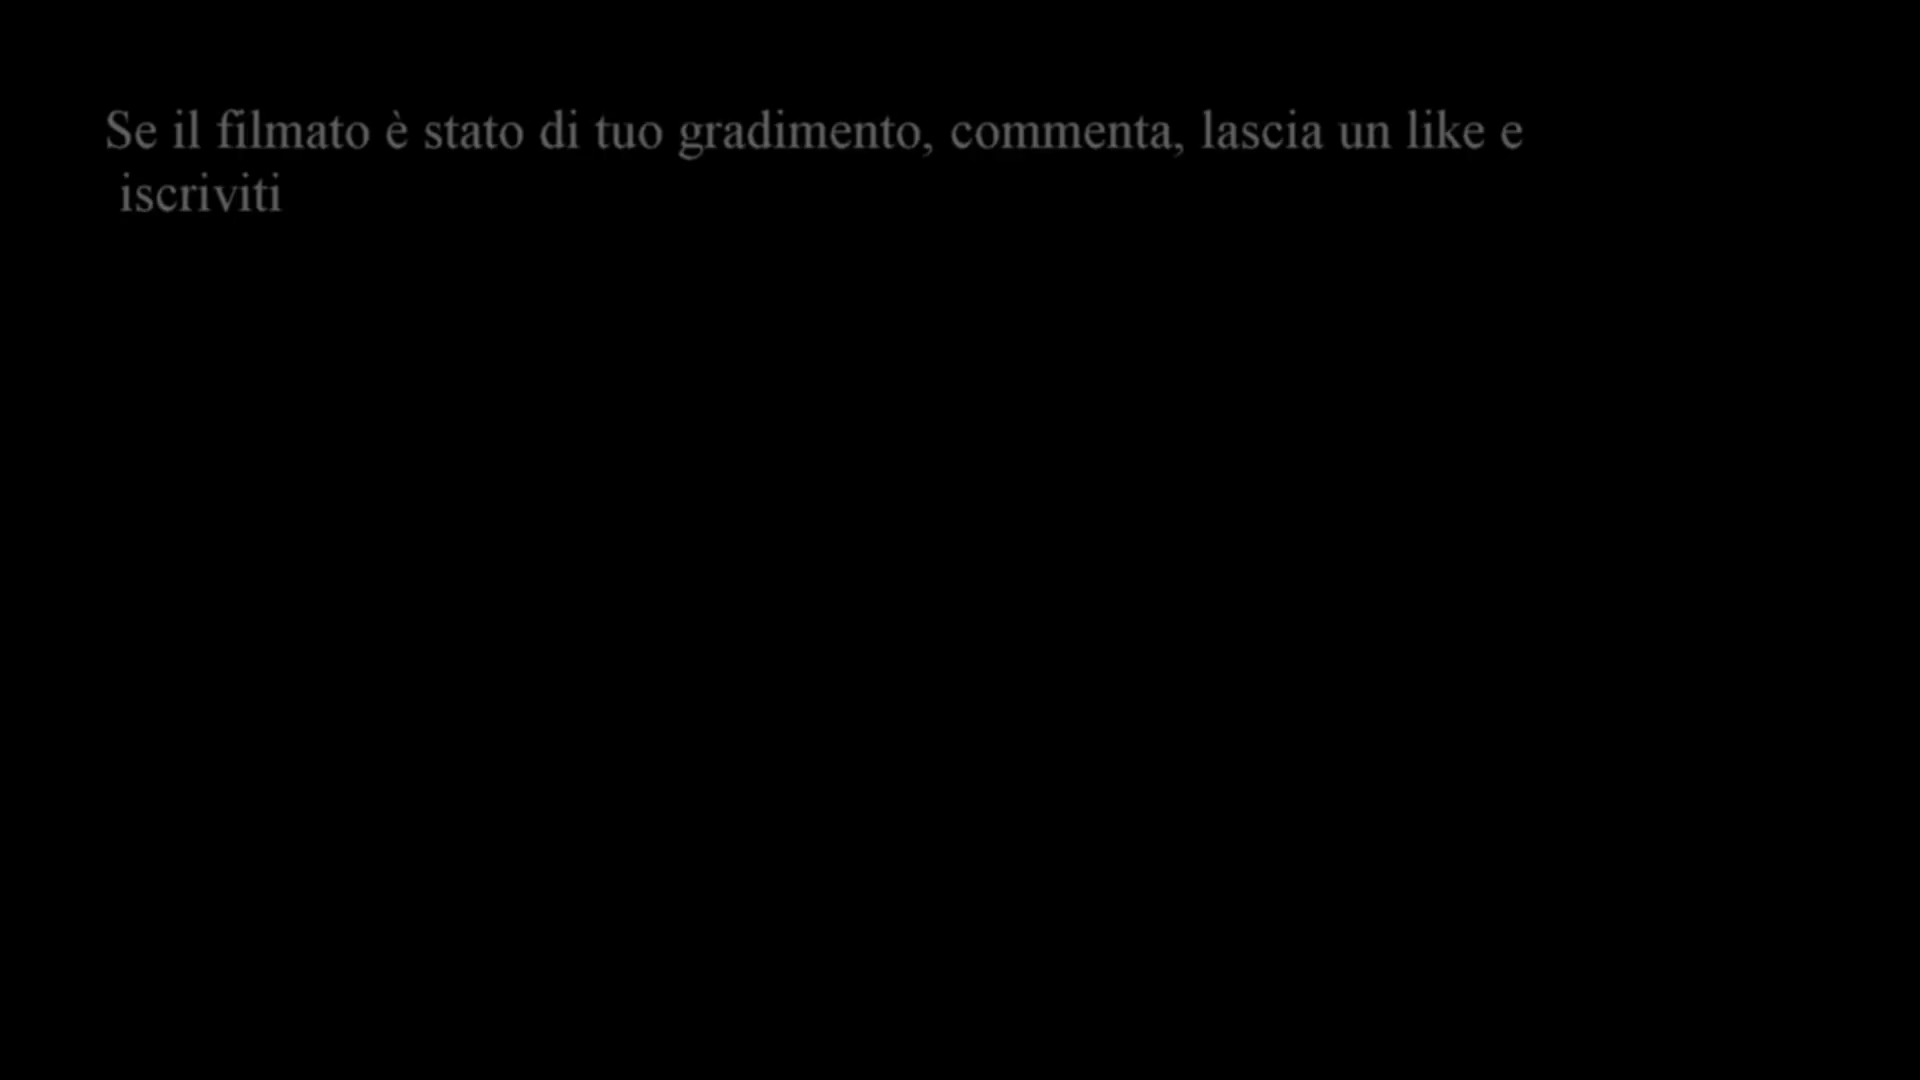 Se il filmato è stato di tuo gradimento, commenta, lascia un like e
iscriviti